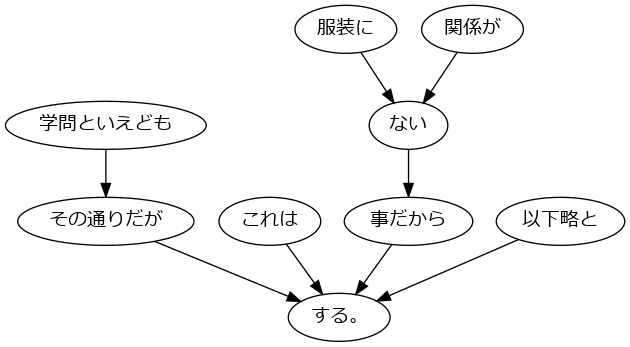 服装に
関係が
学問といえども
ない
その通りだが
これは
事だから
以下略と
する。